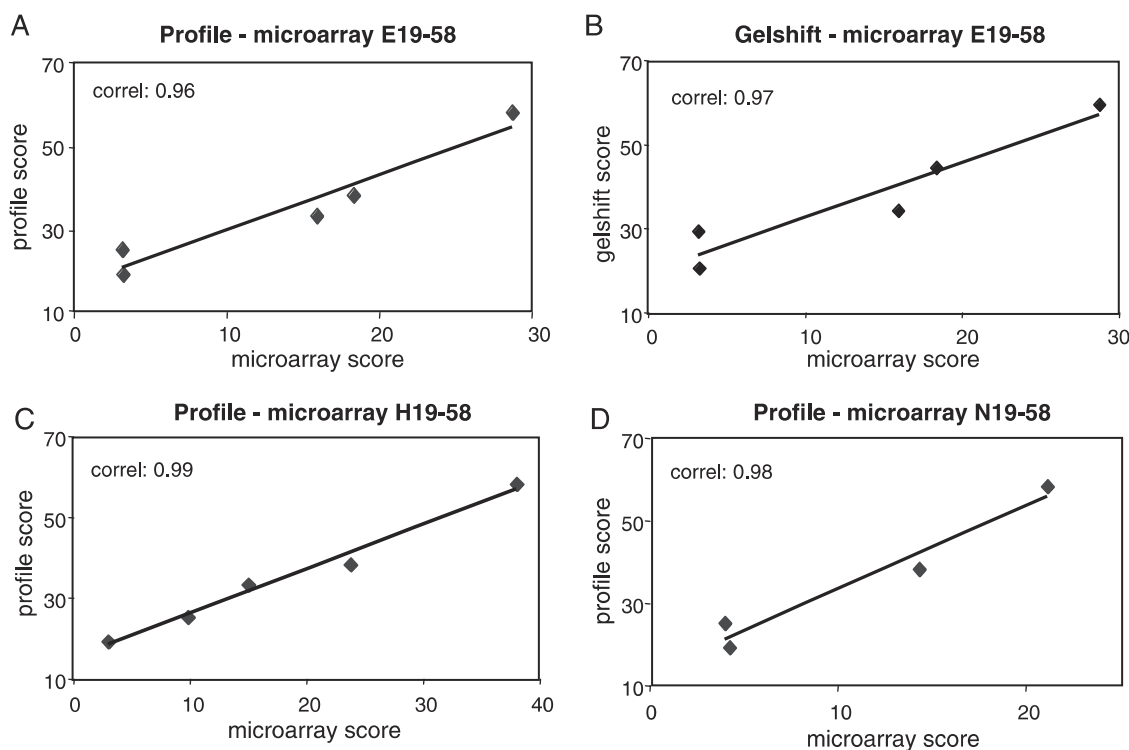 A
Profile - microarray E19-58
correl: 0.96
profile score
70
50
30
10
0
10
20
30
microarray score
B
Gelshift - microarray E19-58
correl: 0.97
gelshift score
70
50
30
10
0
10
20
30
microarray score
C
Profile - microarray H19-58
correl: 0.99
profile score
70
50
30
10
0
10
20
30
40
microarray score
D
Profile - microarray N19-58
correl: 0.98
profile score
70
50
30
10
0
10
20
microarray score